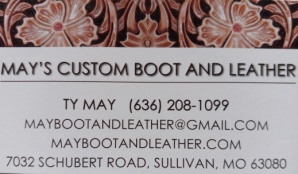 MAY'S CUSTOM BOOT AND LEATHER
TY MAY (636) 208-1099
MAYBOOTANDLEATHER@GMAIL.COM
MAYBOOTANDLEATHER.COM
7032 SCHUBERT ROAD, SULLIVAN, MO 63080